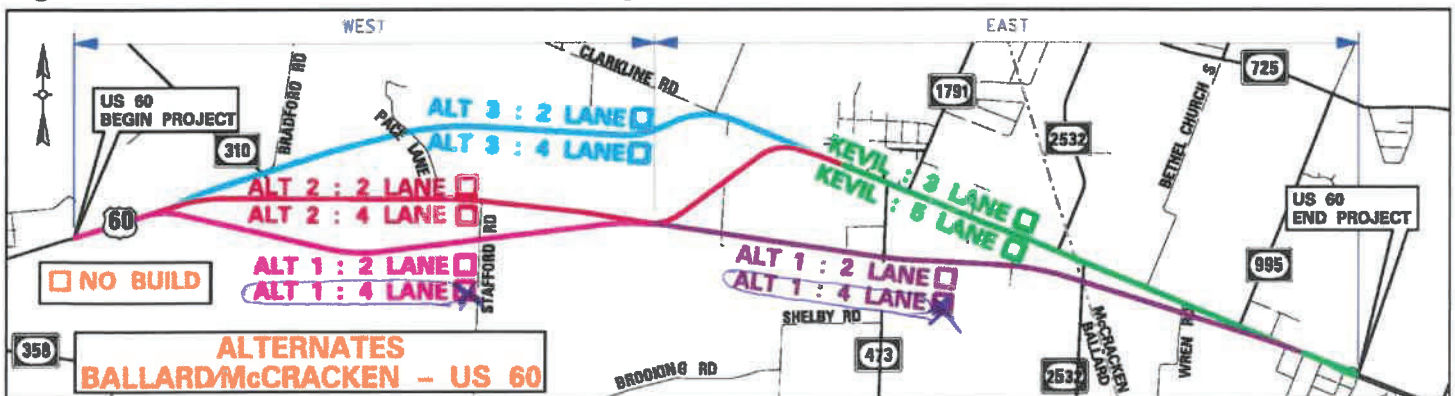 WEST
EAST
US 60
BEGIN PROJECT
310
BRADFORD RD
PACE LANE
CLARKLINE RD
ALT 3 : 2 LANE
ALT 3 : 4 LANE
1791
2532
BETHEL CHURCH S
725
KEVIL : 3 LANE
KEVIL : 5 LANE
ALT 2 : 2 LANE
ALT 2 : 4 LANE
60
STAFFORD RD
US 60
END PROJECT
995
NO BUILD
ALT 1 : 2 LANE
ALT 1 : 4 LANE
ALT 1 : 2 LANE
ALT 1 : 4 LANE
SHELBY RD
McCRACKEN
BALLARD
WREN RD
358
ALTERNATES
BALLARD/McCRACKEN - US 60
BROOKING RD
473
2532